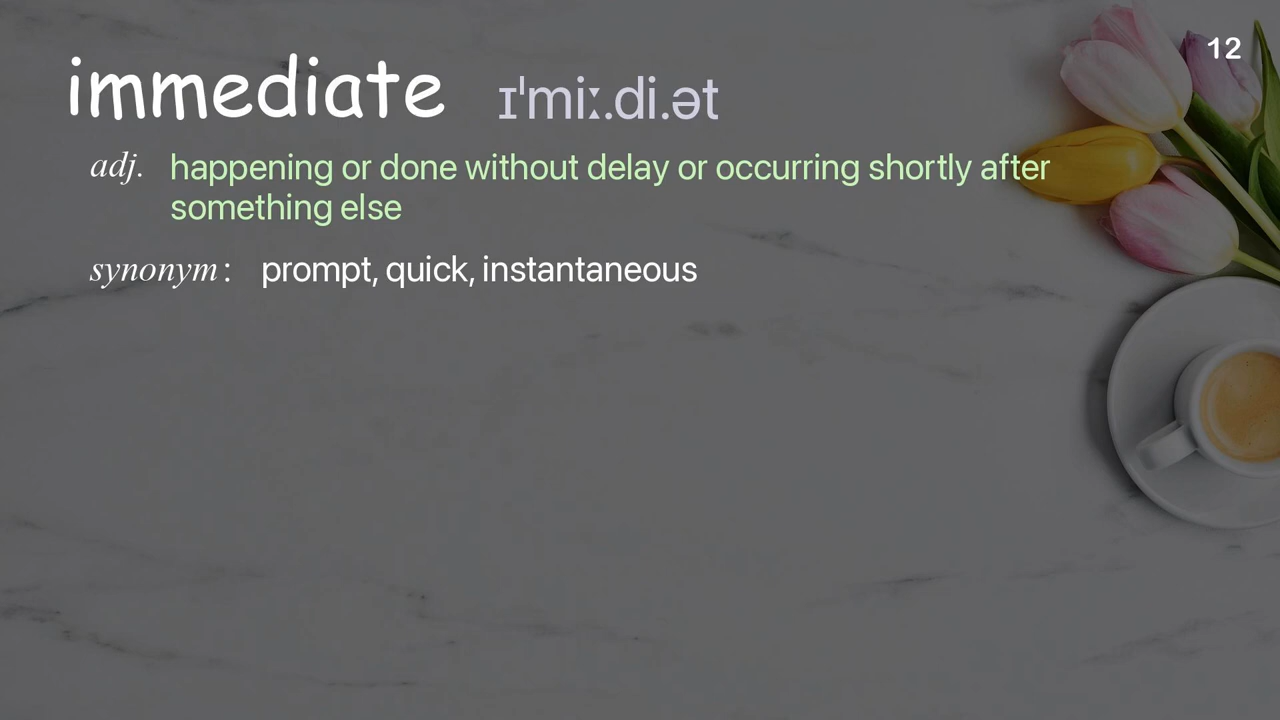 12
immediate ɪˈmiː.di.ət
adj. happening or done without delay or occurring shortly after
something else
synonym: prompt, quick, instantaneous